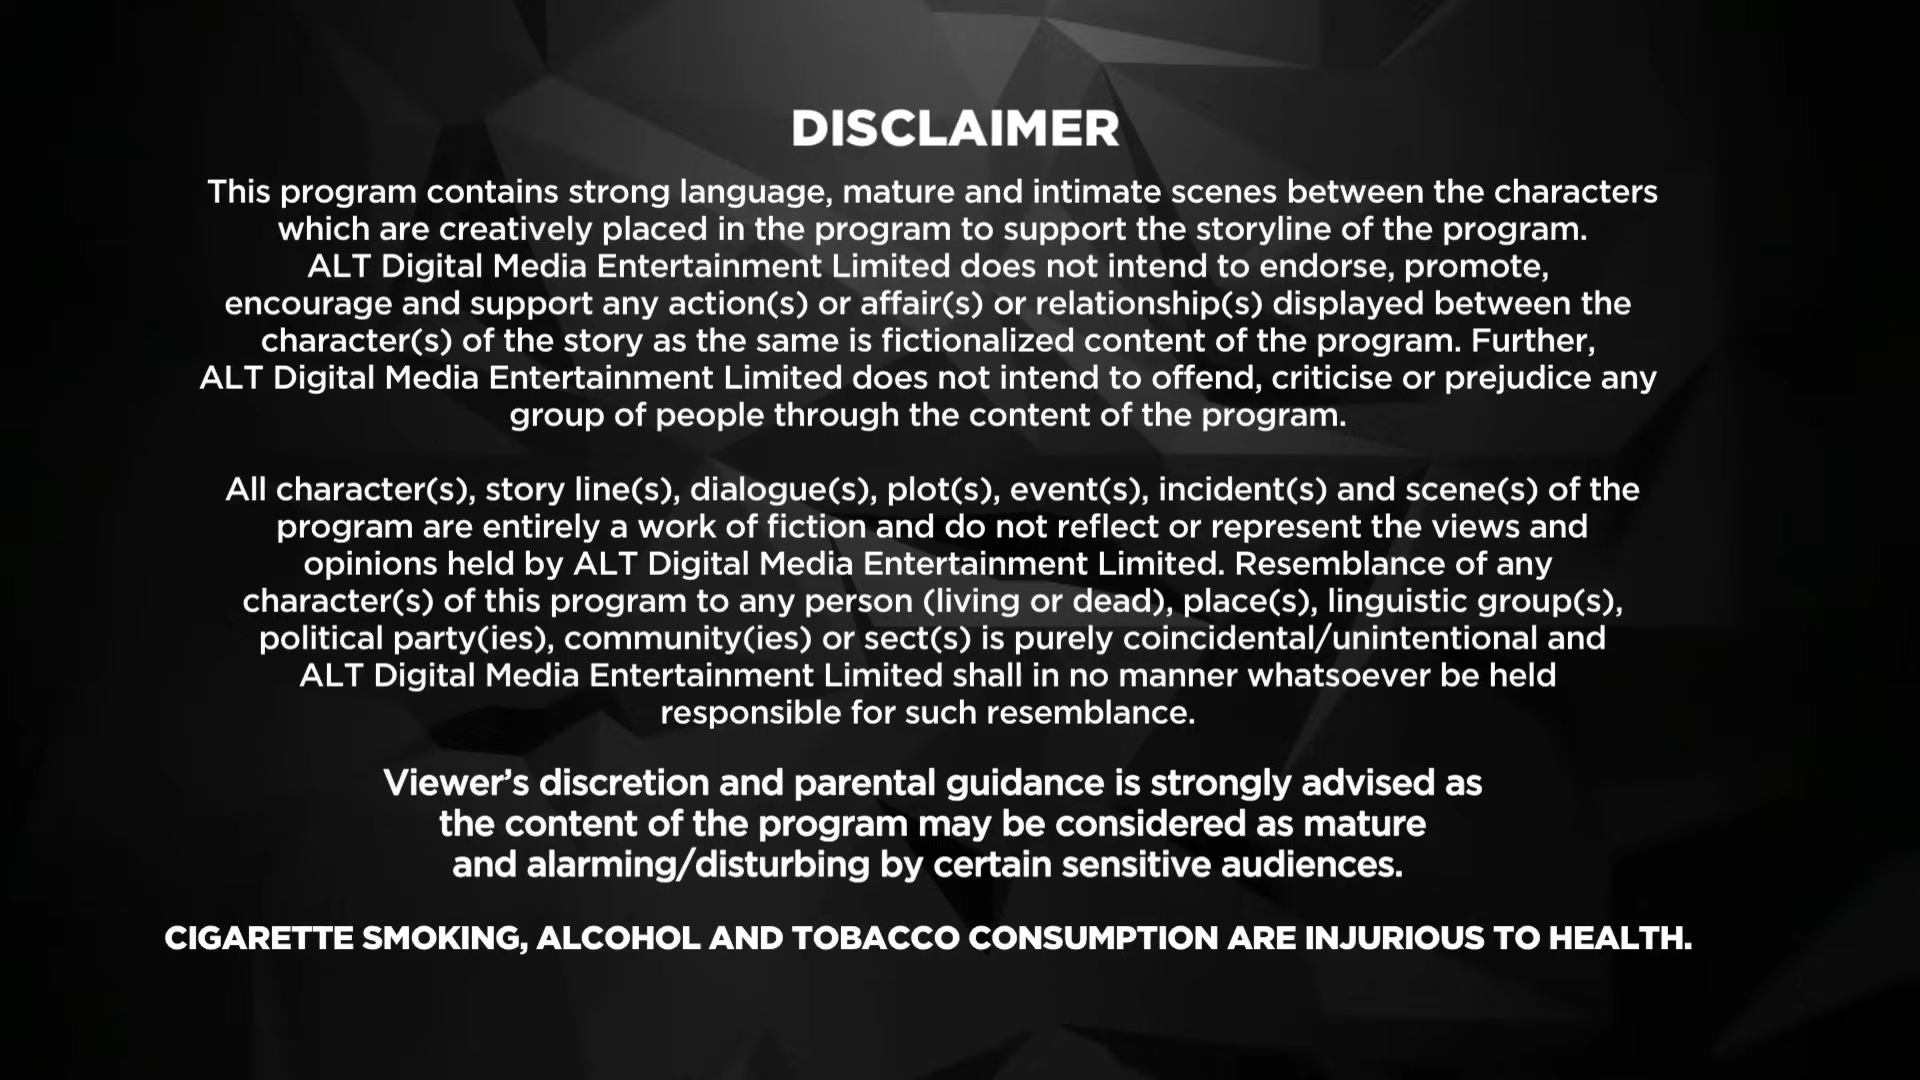 DISCLAIMER
This program contains strong language, mature and intimate scenes between the characters
which are creatively placed in the program to support the storyline of the program.
ALT Digital Media Entertainment Limited does not intend to endorse, promote,
encourage and support any action(s) or affair(s) or relationship(s) displayed between the
character(s) of the story as the same is fictionalized content of the program. Further,
ALT Digital Media Entertainment Limited does not intend to offend, criticise or prejudice any
group of people through the content of the program.
All character(s), story line(s), dialogue(s), plot(s), event(s), incident(s) and scene(s) of the
program are entirely a work of fiction and do not reflect or represent the views and
opinions held by ALT Digital Media Entertainment Limited. Resemblance of any
character(s) of this program to any person (living or dead), place(s), linguistic group(s),
political party(ies), community(ies) or sect(s) is purely coincidental/unintentional and
ALT Digital Media Entertainment Limited shall in no manner whatsoever be held
responsible for such resemblance.
Viewer’s discretion and parental guidance is strongly advised as
the content of the program may be considered as mature
and alarming/disturbing by certain sensitive audiences.
CIGARETTE SMOKING, ALCOHOL AND TOBACCO CONSUMPTION ARE INJURIOUS TO HEALTH.